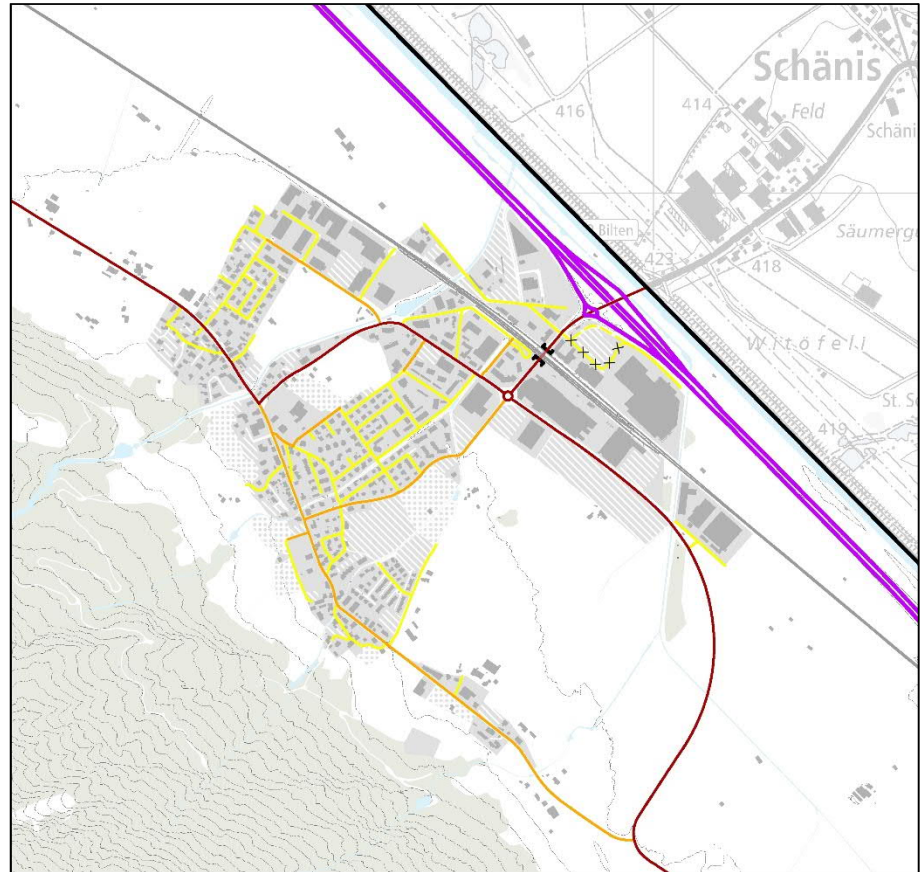 Schänis
416
414
Feld
Schäni
Bilten
423
418
Säumerg
Witöfeli
St. S
419